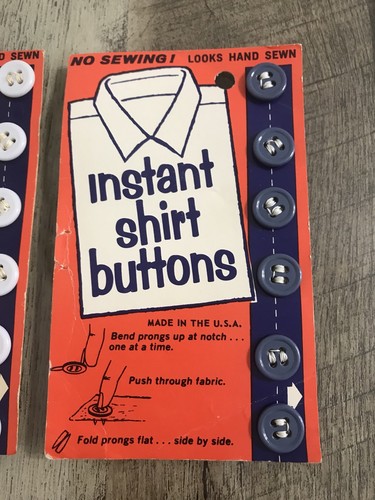 D SEWN
NO SEWING! LOOKS HAND SEWN
instant
shirt
buttons
MADE IN THE U.S.A.
Bend prongs up at notch...
one at a time.
Push through fabric.
Fold prongs flat... side by side.